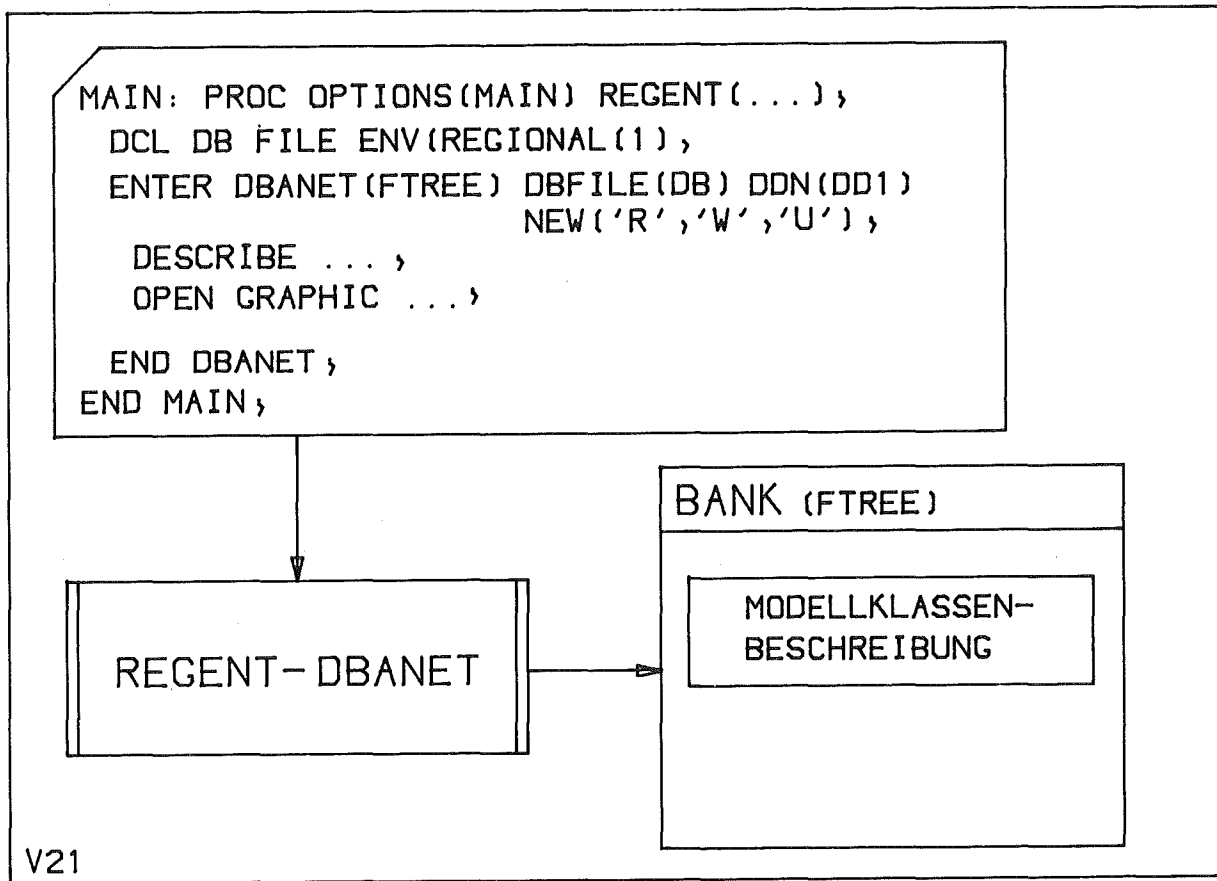 MAIN: PROC OPTIONS(MAIN) REGENT(...);
DCL DB FILE ENV(REGIONAL(1);
ENTER DBANET(FTREE) DBFILE(DB) DDN(DD1)
NEW('R','W','U');
DESCRIBE ...;
OPEN GRAPHIC ...;
END DBANET;
END MAIN;
BANK (FTREE)
MODELLKLASSEN-
BESCHREIBUNG
REGENT-DBANET
V21